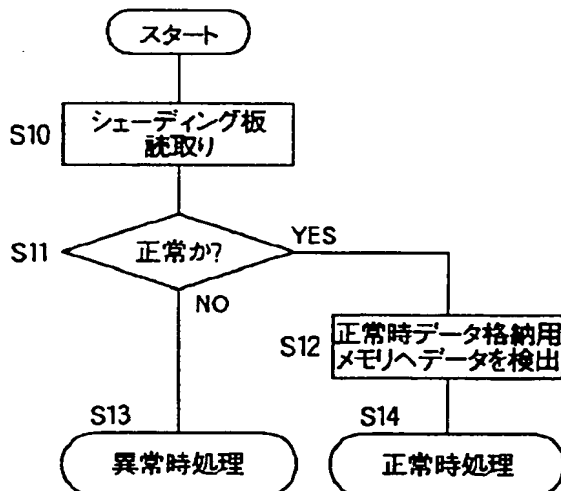 スタート
S10
シェーディング板
読取り
S11
正常か?
YES
NO
S12
正常時データ格納用
メモリへデータを検出
S13
異常時処理
S14
正常時処理